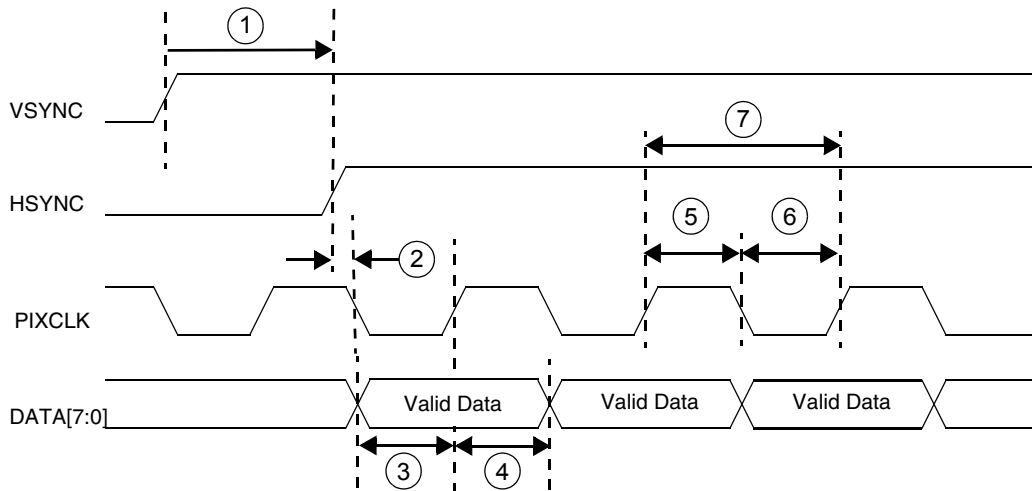 1
VSYNC
7
HSYNC
5
6
2
PIXCLK
DATA[7:0]
Valid Data
Valid Data
Valid Data
3
4